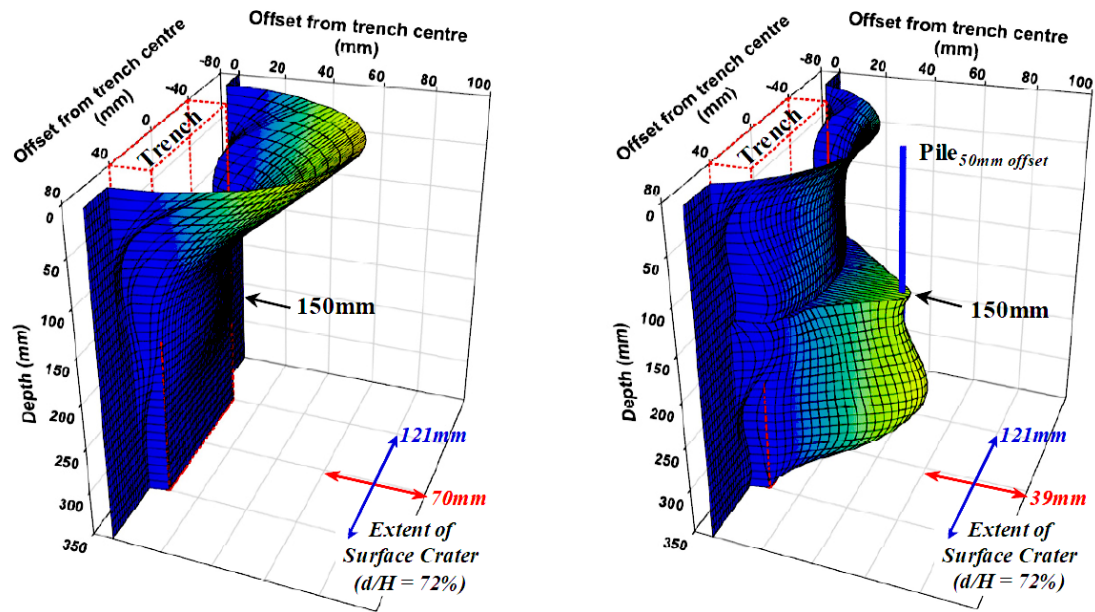 Offset from trench centre
(mm)
Offset from trench centre
(mm)
-80
0
20
40
60
80
100
-40
0
40
80
Trench
0
50
100
150
200
250
300
350
Depth (mm)
150mm
121mm
70mm
Extent of
Surface Crater
(d/H = 72%)
Offset from trench centre
(mm)
Offset from trench centre
(mm)
-80
0
20
40
60
80
100
-40
0
40
80
Trench
Pile50mm offset
0
50
100
150
200
250
300
350
Depth (mm)
150mm
121mm
39mm
Extent of
Surface Crater
(d/H = 72%)